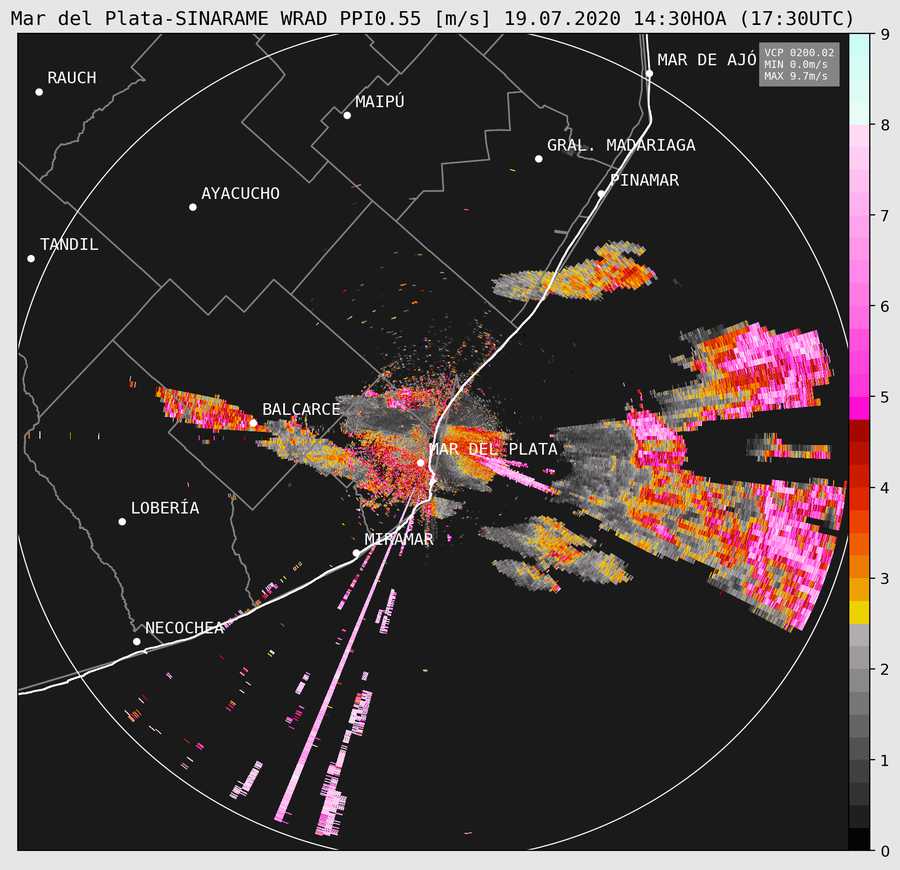 Mar del Plata-SINARAME WRAD PPI0.55 [m/s] 19.07.2020 14:30HOA (17:30UTC)
VCP 0200.02
MIN 0.0m/s
MAX 9.7m/s
MAR DE AJÓ
RAUCH
MAIPÚ
GRAL. MADARIAGA
PINAMAR
AYACUCHO
TANDIL
BALCARCE
MAR DEL PLATA
LOBERÍA
MIRAMAR
NECOCHEA
9
8
7
6
5
4
3
2
1
0